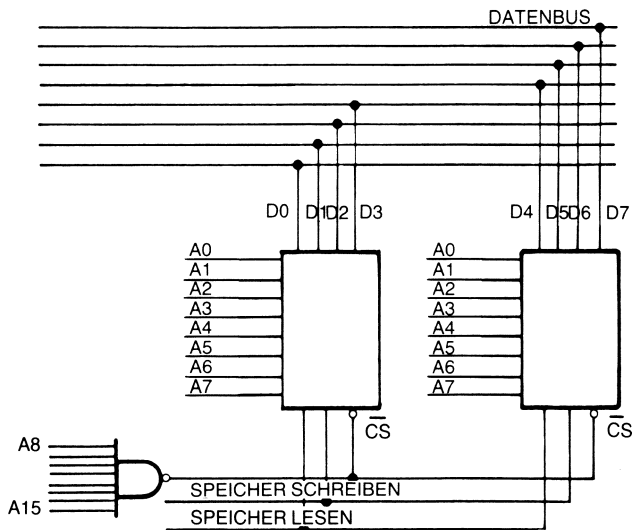 DATENBUS
D0 D1 D2 D3 D4 D5 D6 D7
A0 A0
A1 A1
A2 A2
A3 A3
A4 A4
A5 A5
A6 A6
A7 A7
CS CS
A8
SPEICHER SCHREIBEN
A15
SPEICHER LESEN